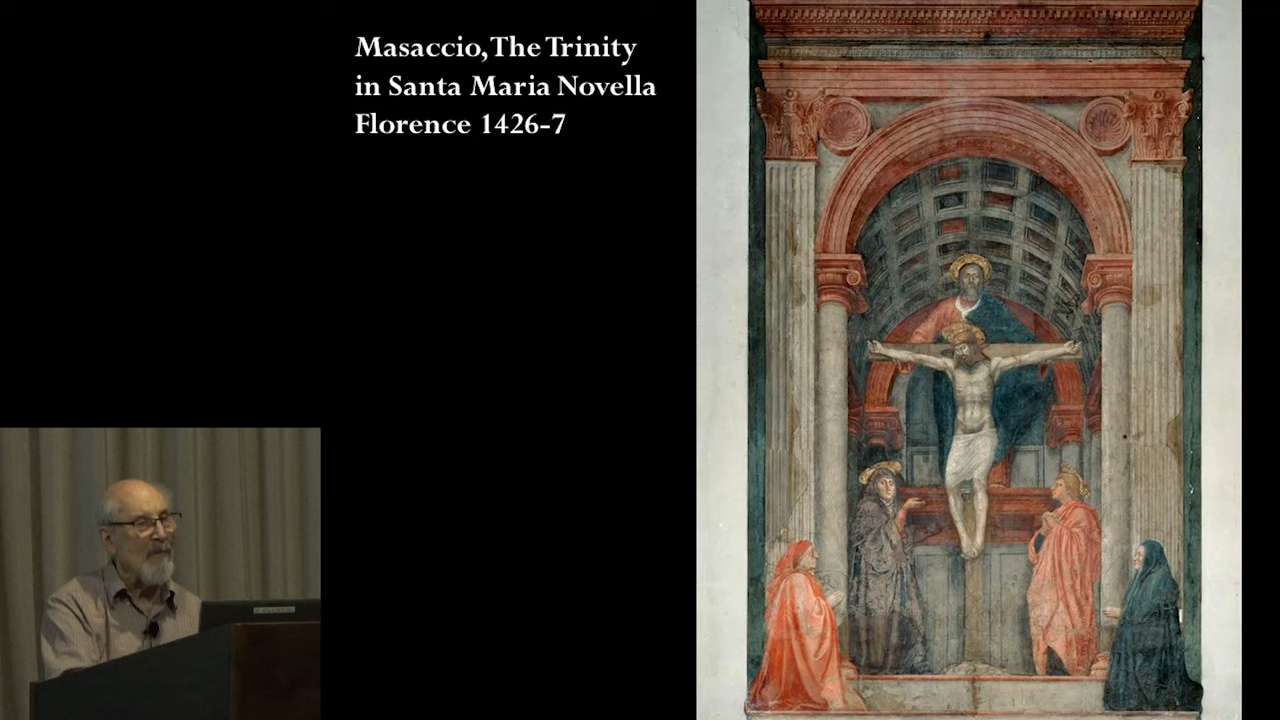 Masaccio, The Trinity
in Santa Maria Novella
Florence 1426-7